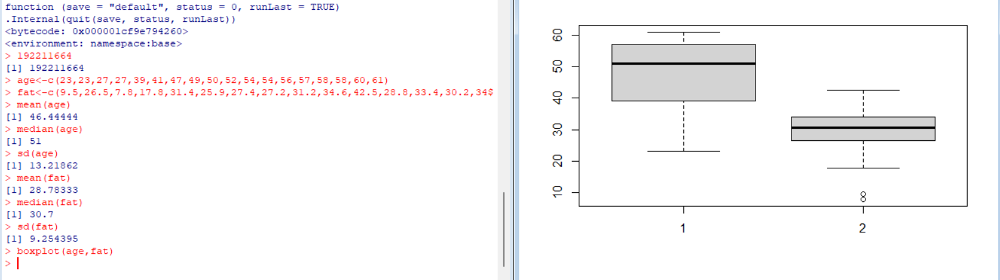 function (save = "default", status = 0, runLast = TRUE)
.Internal(quit(save, status, runLast))
<bytecode: 0x000001cf9e794260>
<environment: namespace:base>
> 192211664
[1] 192211664
> age<-c(23,23,27,27,39,41,47,49,50,52,54,54,56,57,58,58,60,61)
> fat<-c(9.5,26.5,7.8,17.8,31.4,25.9,27.4,27.2,31.2,34.6,42.5,28.8,33.4,30.2,34$
> mean(age)
[1] 46.44444
> median(age)
[1] 51
> sd(age)
[1] 13.21862
> mean(fat)
[1] 28.78333
> median(fat)
[1] 30.7
> sd(fat)
[1] 9.254395
> boxplot(age,fat)
>
60
50
40
30
20
10
1 2